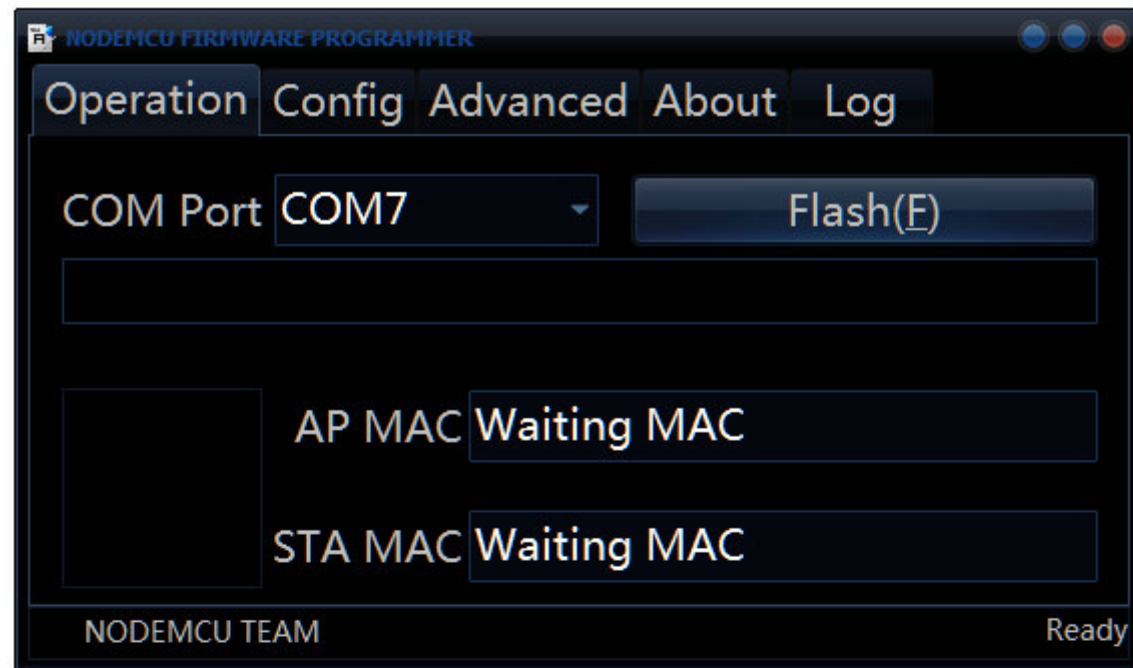 NODEMCU FIRMWARE PROGRAMMER
Operation Config Advanced About Log
COM Port COM7 Flash(F)
AP MAC Waiting MAC
STA MAC Waiting MAC
NODEMCU TEAM Ready